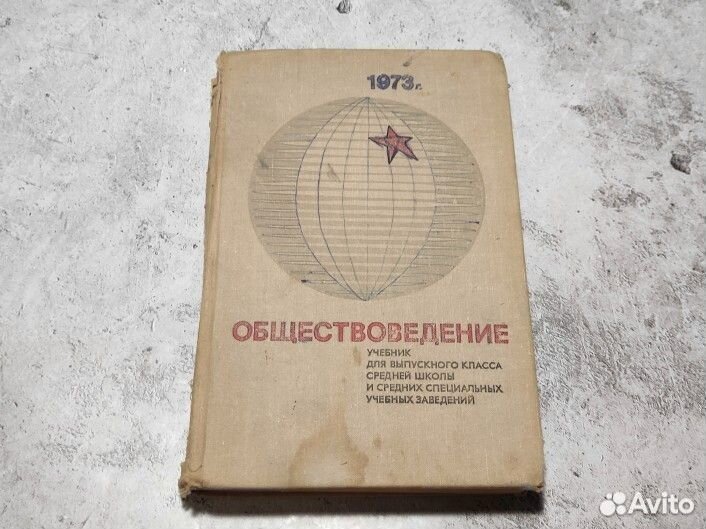 1973г.
ОБЩЕСТВОВЕДЕНИЕ
УЧЕБНИК
ДЛЯ ВЫПУСКНОГО КЛАССА
СРЕДНЕЙ ШКОЛЫ
И СРЕДНИХ СПЕЦИАЛЬНЫХ
УЧЕБНЫХ ЗАВЕДЕНИЙ
Avito